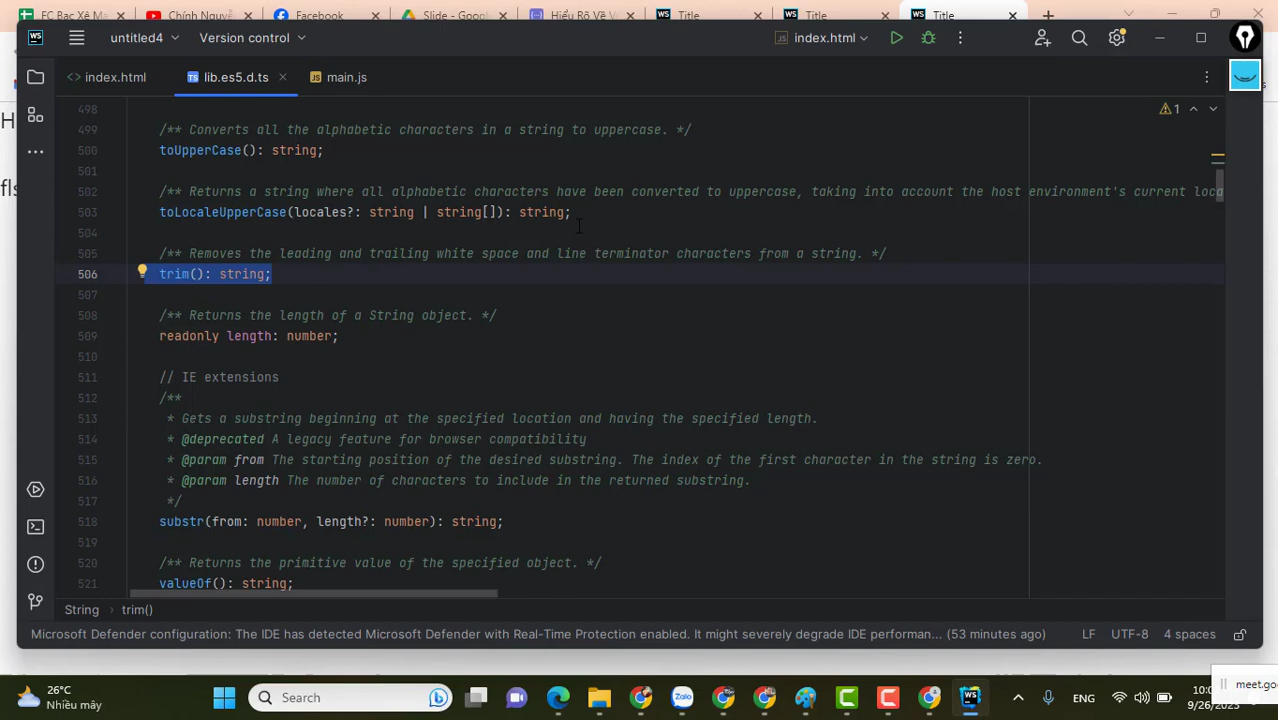 FC Bạc Xê Ma
Chính Nguyễ
Facebook
Slide - Google
Hiểu Rõ Về V
Title
Title
Title
untitled4
Version control
index.html
index.html
lib.es5.d.ts
main.js
498
499 /** Converts all the alphabetic characters in a string to uppercase. */
500 toUpperCase(): string;
501
502 /** Returns a string where all alphabetic characters have been converted to uppercase, taking into account the host environment's current loca
503 toLocaleUpperCase(locales?: string | string[]): string;
504
505 /** Removes the leading and trailing white space and line terminator characters from a string. */
506 trim(): string;
507
508 /** Returns the length of a String object. */
509 readonly length: number;
510
511 // IE extensions
512 /**
513 * Gets a substring beginning at the specified location and having the specified length.
514 * @deprecated A legacy feature for browser compatibility
515 * @param from The starting position of the desired substring. The index of the first character in the string is zero.
516 * @param length The number of characters to include in the returned substring.
517 */
518 substr(from: number, length?: number): string;
520 /** Returns the primitive value of the specified object. */
521 valueOf(): string;
1
String > trim()
Microsoft Defender configuration: The IDE has detected Microsoft Defender with Real-Time Protection enabled. It might severely degrade IDE performan... (53 minutes ago)
LF UTF-8 4 spaces
26°C
Nhiều mây
Search
ENG
9/26/2023
meet.go